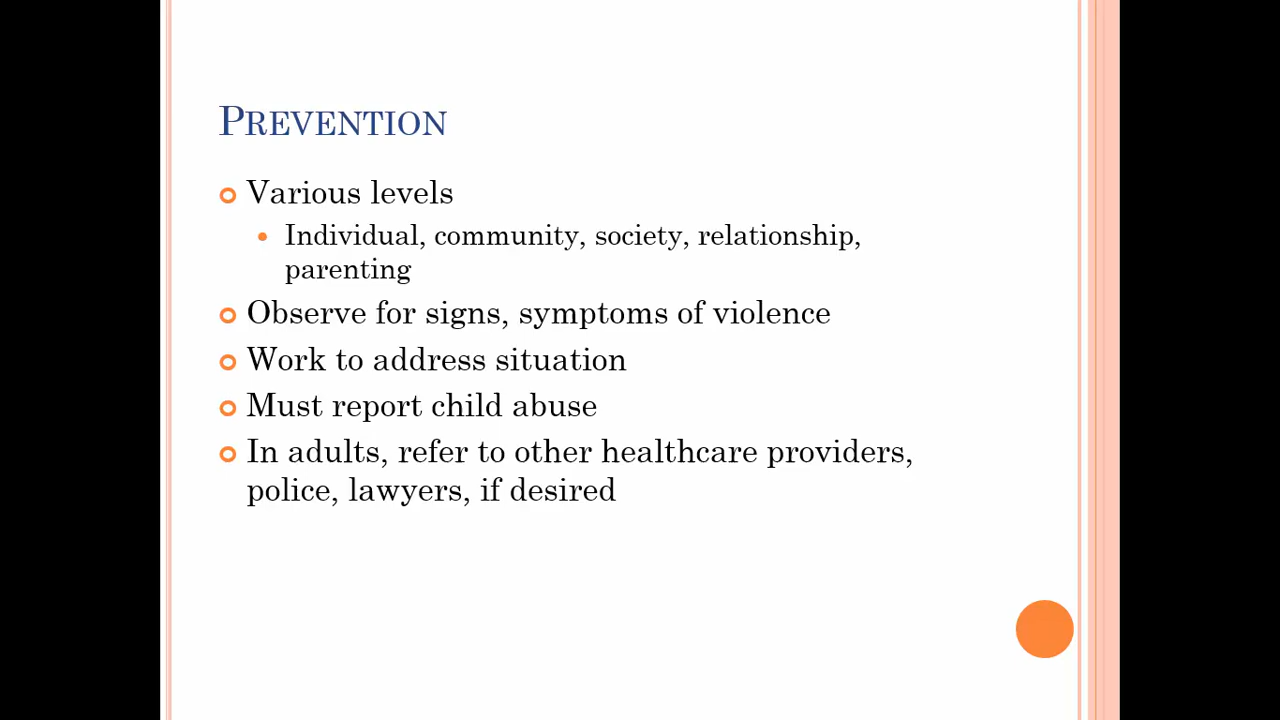 PREVENTION
Various levels
Individual, community, society, relationship,
parenting
Observe for signs, symptoms of violence
Work to address situation
Must report child abuse
In adults, refer to other healthcare providers,
police, lawyers, if desired